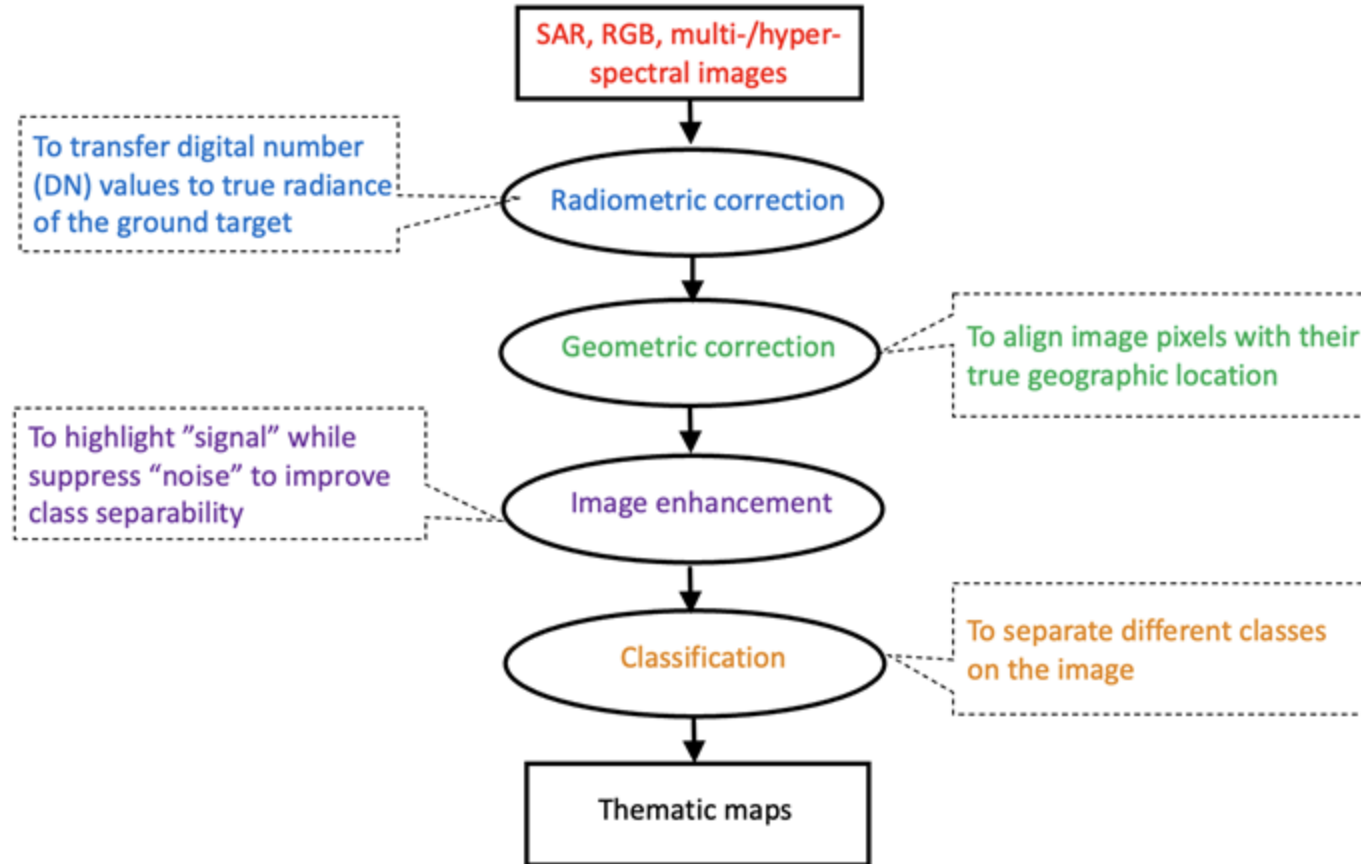 SAR, RGB, multi-/hyper-
spectral images
To transfer digital number
(DN) values to true radiance
of the ground target
Radiometric correction
Geometric correction
To align image pixels with their
true geographic location
To highlight ”signal” while
suppress “noise” to improve
class separability
Image enhancement
Classification
To separate different classes
on the image
Thematic maps